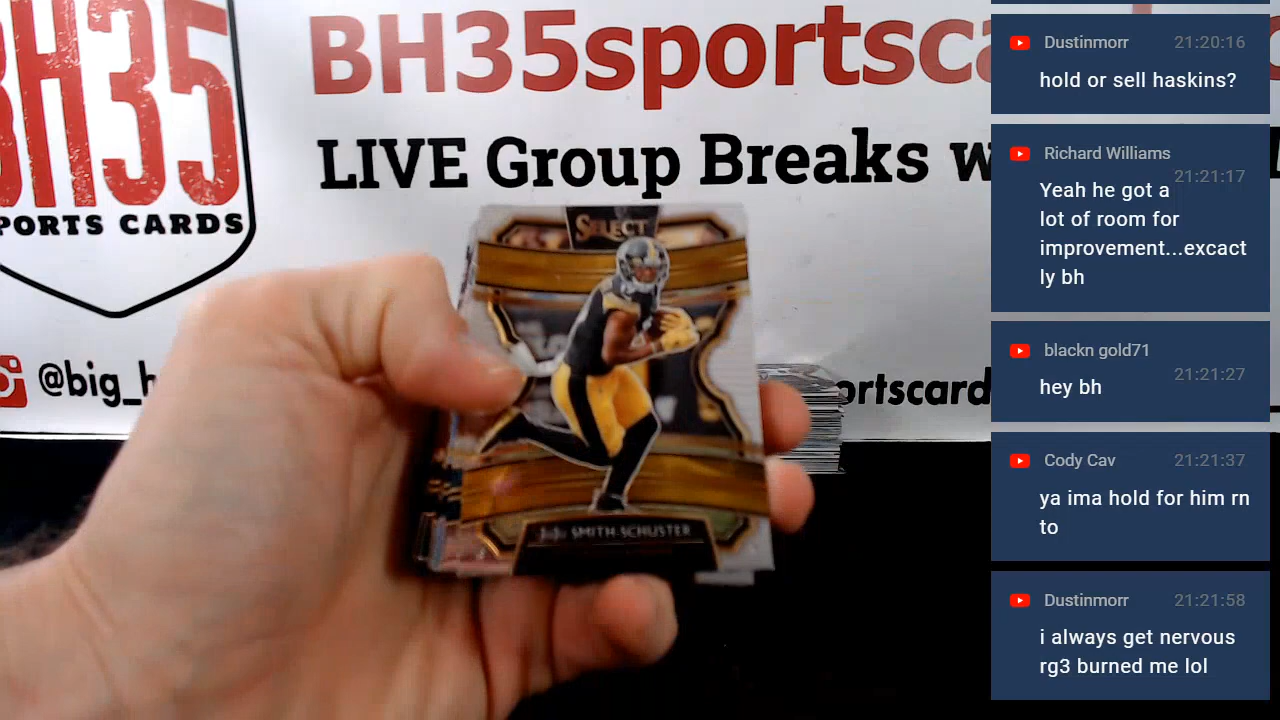 BH35
PORTS CARDS
BH35sportsca
LIVE Group Breaks w
@big_h
ortscard
SELECT
JuJu SMITH-SCHUSTER
Dustinmorr 21:20:16
hold or sell haskins?
Richard Williams 21:21:17
Yeah he got a
lot of room for
improvement...excact
ly bh
blackn gold71 21:21:27
hey bh
Cody Cav 21:21:37
ya ima hold for him rn
to
Dustinmorr 21:21:58
i always get nervous
rg3 burned me lol